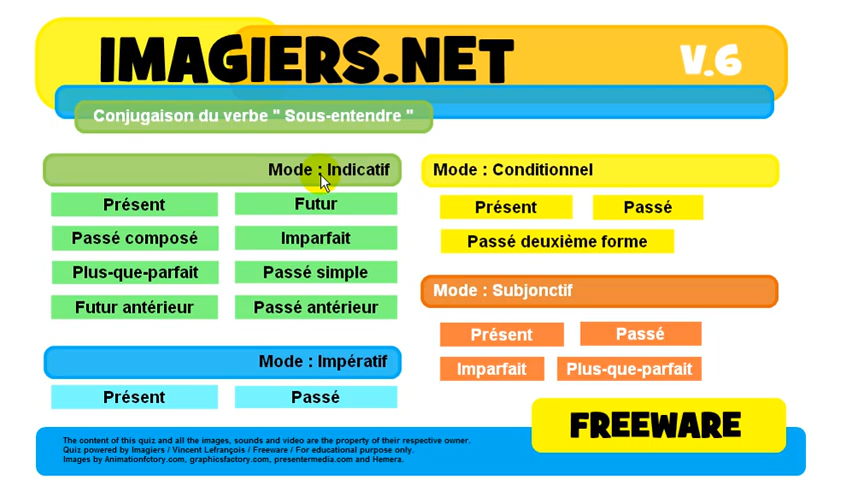 IMAGIERS.NET
V.6
Conjugaison du verbe " Sous-entendre "
Mode : Indicatif
Présent
Futur
Passé composé
Imparfait
Plus-que-parfait
Passé simple
Futur antérieur
Passé antérieur
Mode : Impératif
Présent
Passé
Mode : Conditionnel
Présent
Passé
Passé deuxième forme
Mode : Subjonctif
Présent
Passé
Imparfait
Plus-que-parfait
FREEWARE
The content of this quiz and all the images, sounds and video are the property of their respective owner.
Quiz powered by Imagiers / Vincent Lefrançois / Freeware / For educational purpose only.
Images by Animationfctory.com, graphicsfactory.com, presentermedia.com and Hemera.